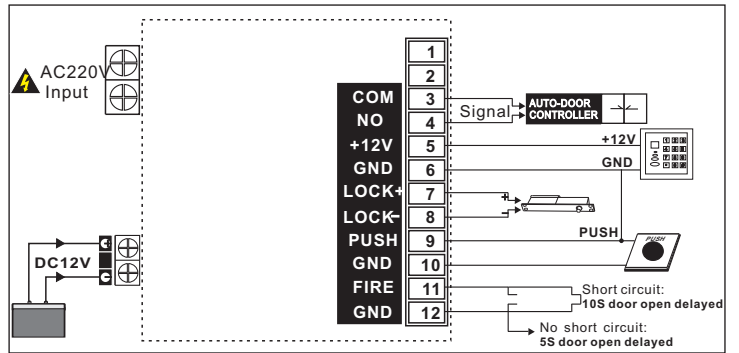 AC220V
Input
DC12V
+
-
COM
NO
+12V
GND
LOCK+
LOCK-
PUSH
GND
FIRE
GND
1
2
3
4
5
6
7
8
9
10
11
12
Signal
AUTO-DOOR
CONTROLLER
+12V
GND
+
-
PUSH
PUSH
Short circuit:
10S door open delayed
No short circuit:
5S door open delayed